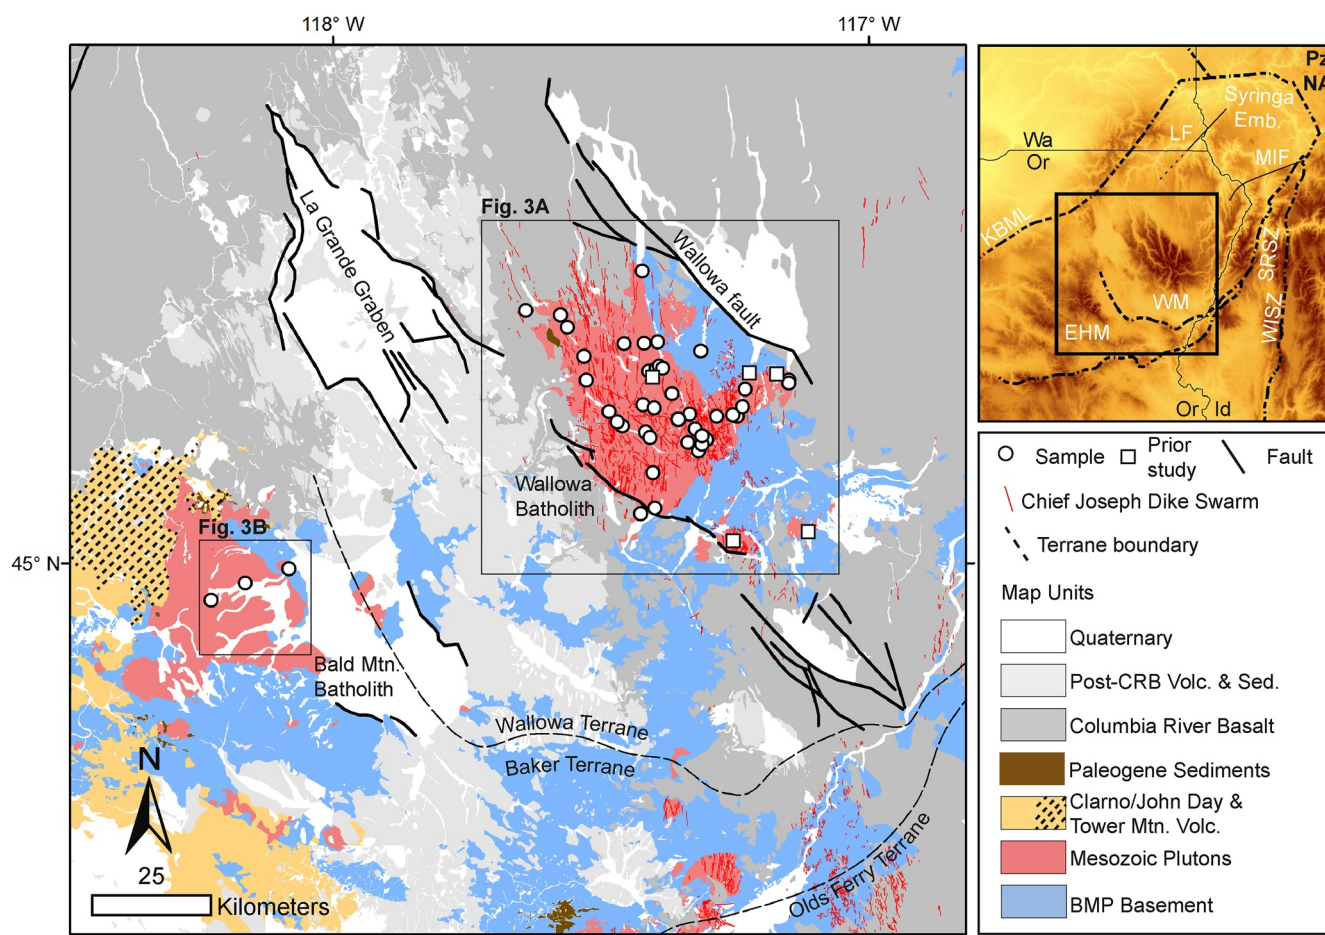 118° W
117° W
45° N
Fig. 3A
La Grande Graben
Wallowa fault
Wallowa
Batholith
Fig. 3B
Bald Mtn.
Batholith
Wallowa Terrane
Baker Terrane
Olds Ferry Terrane
N
25
Kilometers
Pz
NA
Syringa
Emb.
LF
MIF
Wa
Or
KBML
SRSZ
WISZ
WM
EHM
Or
Id
Sample
Prior
study
Fault
Chief Joseph Dike Swarm
Terrane boundary
Map Units
Quaternary
Post-CRB Volc. & Sed.
Columbia River Basalt
Paleogene Sediments
Clarno/John Day &
Tower Mtn. Volc.
Mesozoic Plutons
BMP Basement